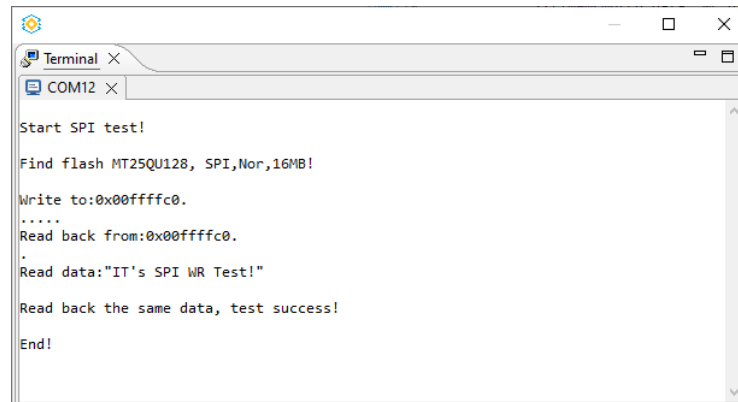 Terminal
COM12
Start SPI test!
Find flash MT25QU128, SPI,Nor,16MB!
Write to:0x00ffffc0.
.....
Read back from:0x00ffffc0.
.
Read data:"IT's SPI WR Test!"
Read back the same data, test success!
End!